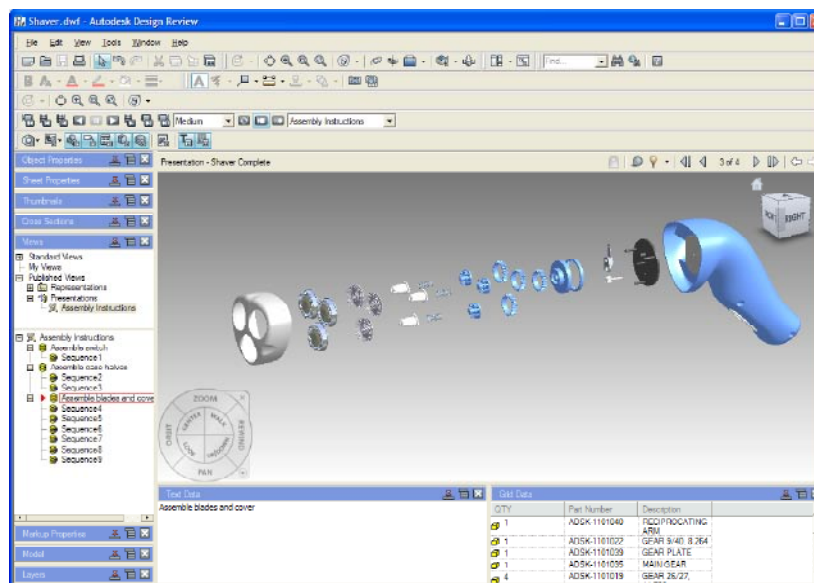 Shaver.dwf - Autodesk Design Review
File Edit View Tools Window Help
Find...
Medium
Assembly Instructions
Object Properties
Presentation - Shaver Complete
3 of 4
Sheet Properties
Thumbnails
Cross Sections
Views
Standard Views
My Views
Published Views
Representations
Presentations
Assembly Instructions
RIGHT
Assembly Instructions
Assemble switch
Sequence1
Assemble case halves
Sequence2
Sequence3
Assemble blades and cove
Sequence4
Sequence5
Sequence6
Sequence7
Sequence8
Sequence9
ZOOM
ORBIT
CENTER
WALK
REWIND
LOOK
UP/DOWN
PAN
Text Data
Assemble blades and cover
Grid Data
QTY Part Number Description
1 ADSK-1101040 RECIPROCATING ARM
1 ADSK-1101022 GEAR 9/40, 8.264
1 ADSK-1101039 GEAR PLATE
1 ADSK-1101035 MAIN GEAR
4 ADSK-1101019 GEAR 26/27,
Markup Properties
Model
Layers